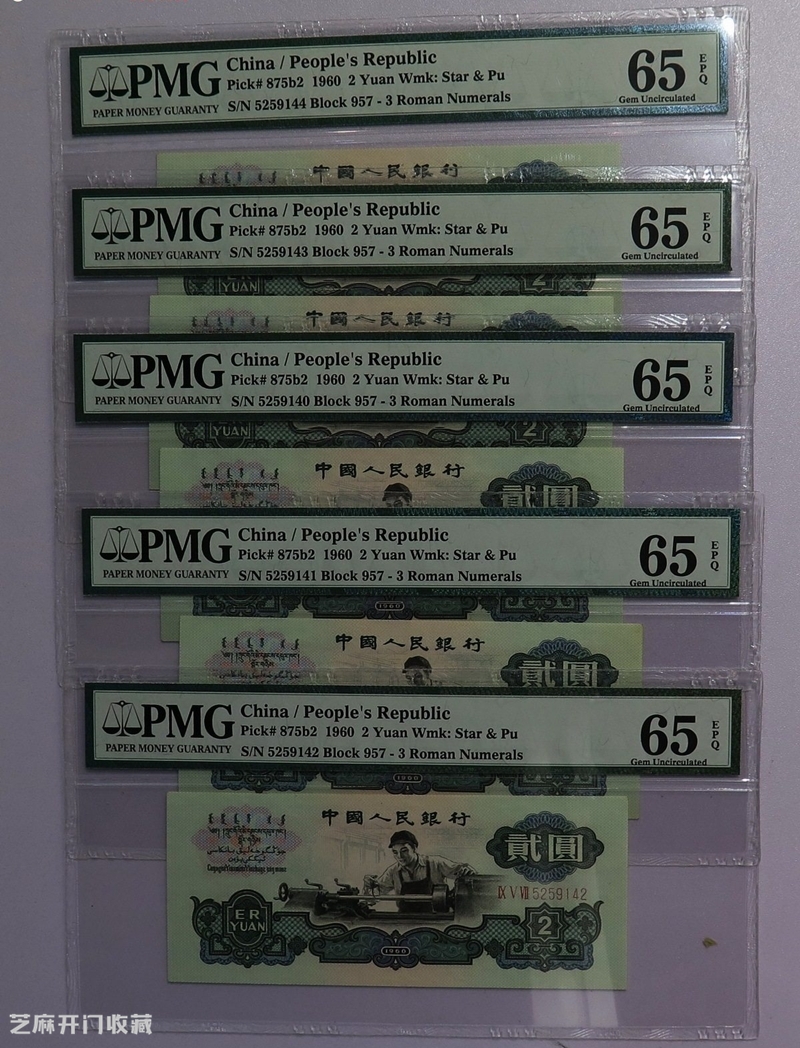 PMG
PAPER MONEY GUARANTY
China / People's Republic
Pick# 875b2 1960 2 Yuan Wmk: Star & Pu
S/N 5259144 Block 957 - 3 Roman Numerals
65 EPQ
Gem Uncirculated
中國人民銀行
PMG
PAPER MONEY GUARANTY
China / People's Republic
Pick# 875b2 1960 2 Yuan Wmk: Star & Pu
S/N 5259143 Block 957 - 3 Roman Numerals
65 EPQ
Gem Uncirculated
YUAN
2
中國人民銀行
PMG
PAPER MONEY GUARANTY
China / People's Republic
Pick# 875b2 1960 2 Yuan Wmk: Star & Pu
S/N 5259140 Block 957 - 3 Roman Numerals
65 EPQ
Gem Uncirculated
YUAN
2
中國人民銀行
貳圓
PMG
PAPER MONEY GUARANTY
China / People's Republic
Pick# 875b2 1960 2 Yuan Wmk: Star & Pu
S/N 5259141 Block 957 - 3 Roman Numerals
65 EPQ
Gem Uncirculated
1960
中國人民銀行
貳圓
PMG
PAPER MONEY GUARANTY
China / People's Republic
Pick# 875b2 1960 2 Yuan Wmk: Star & Pu
S/N 5259142 Block 957 - 3 Roman Numerals
65 EPQ
Gem Uncirculated
1960
中國人民銀行
貳圓
IX V VII 5259142
ER
YUAN
2
1960
芝麻开门收藏